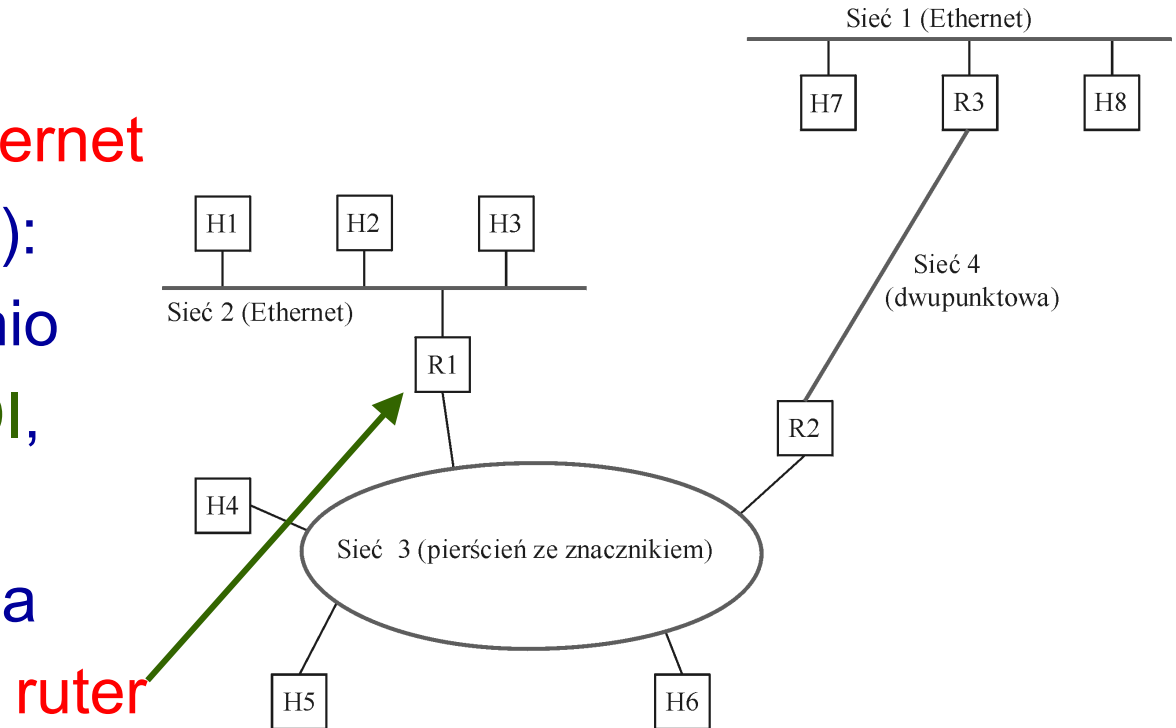 Sieć 1 (Ethernet)
H7
R3
H8
ernet
):
nio
I,
a
ruter
H1
H2
H3
Sieć 2 (Ethernet)
R1
Sieć 4
(dwupunktowa)
R2
H4
Sieć 3 (pierścień ze znacznikiem)
H5
H6